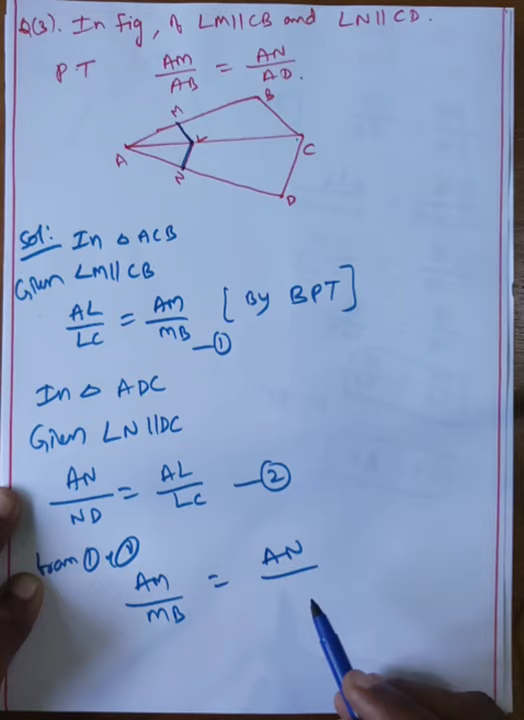 Q(3). In fig, if LM||CB and LN||CD.
PT AM/AB = AN/AD.
M
B
A
L
C
N
D
Sol: In △ ACB
Given LM||CB
AL/LC = AM/MB [By BPT] —①
In △ ADC
Given LN||DC
AN/ND = AL/LC —②
from ① & ②
AM/MB = AN